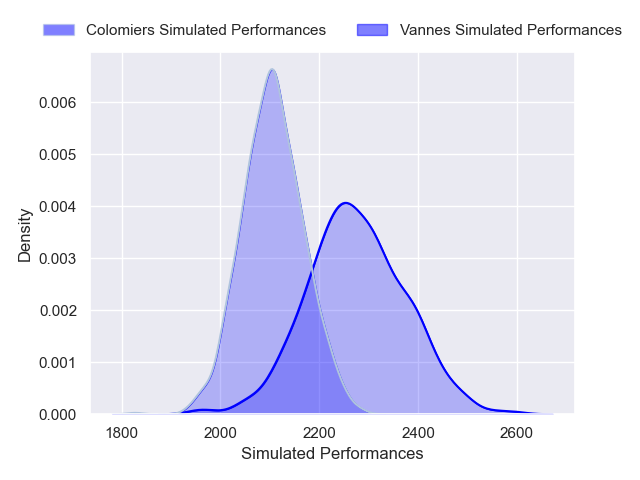 Colomiers Simulated Performances Vannes Simulated Performances
Density
0.006
0.005
0.004
0.003
0.002
0.001
0.000
1800 2000 2200 2400 2600
Simulated Performances